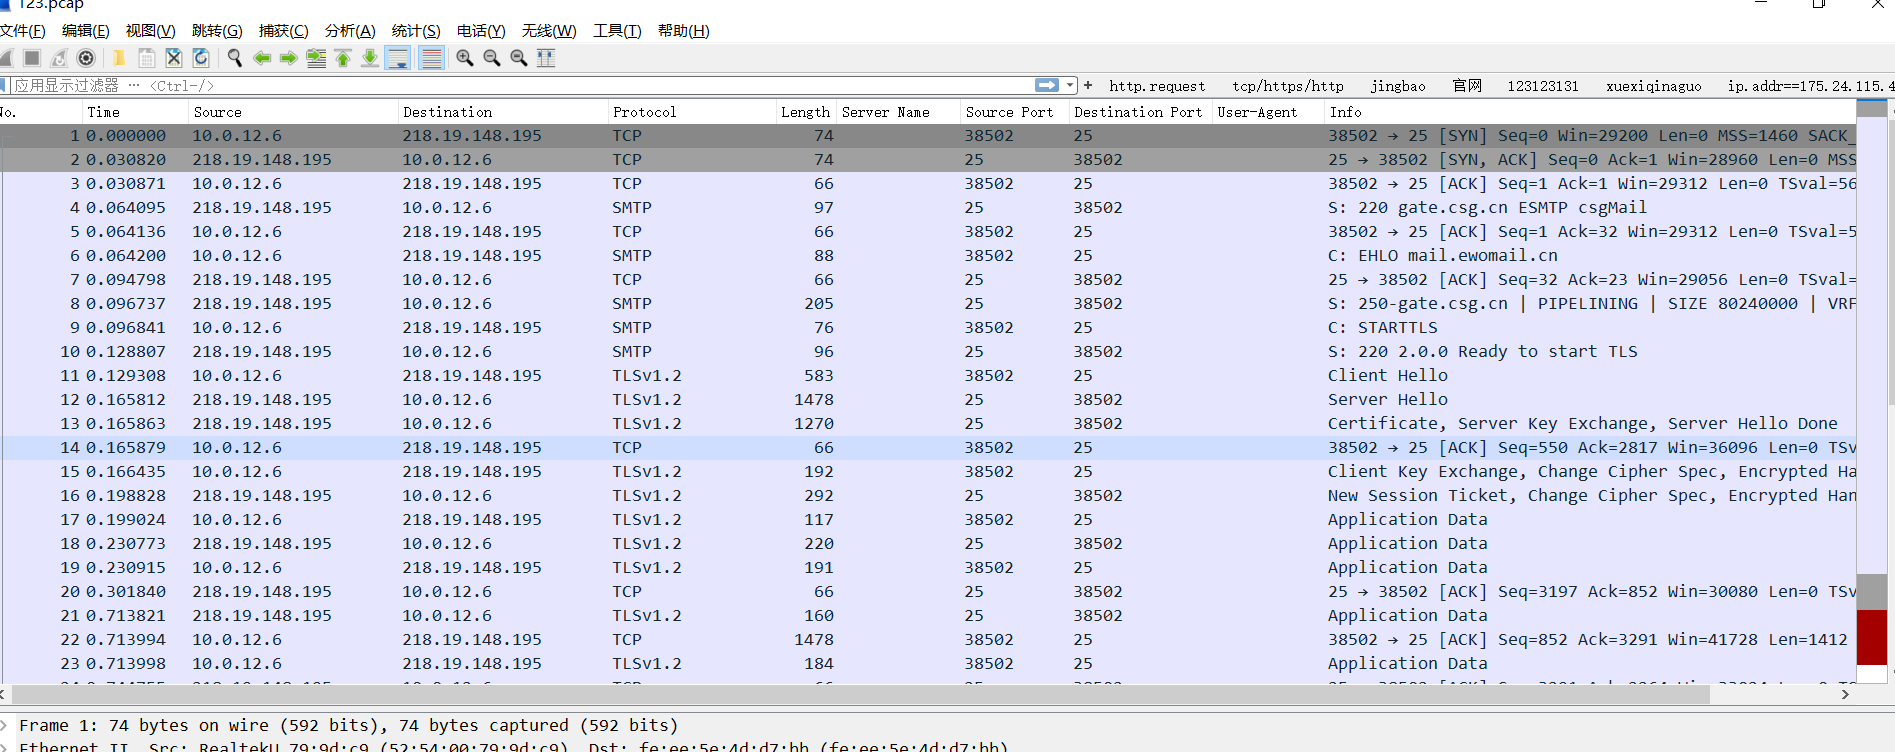 123.pcap
文件(F) 编辑(E) 视图(V) 跳转(G) 捕获(C) 分析(A) 统计(S) 电话(Y) 无线(W) 工具(T) 帮助(H)
应用显示过滤器 … <Ctrl-/> + http.request tcp/https/http jingbao 官网 123123131 xuexiqinaguo ip.addr==175.24.115.4
No. Time Source Destination Protocol Length Server Name Source Port Destination Port User-Agent Info
1 0.000000 10.0.12.6 218.19.148.195 TCP 74 38502 25 38502 → 25 [SYN] Seq=0 Win=29200 Len=0 MSS=1460 SACK_
2 0.030820 218.19.148.195 10.0.12.6 TCP 74 25 38502 25 → 38502 [SYN, ACK] Seq=0 Ack=1 Win=28960 Len=0 MSS
3 0.030871 10.0.12.6 218.19.148.195 TCP 66 38502 25 38502 → 25 [ACK] Seq=1 Ack=1 Win=29312 Len=0 TSval=56
4 0.064095 218.19.148.195 10.0.12.6 SMTP 97 25 38502 S: 220 gate.csg.cn ESMTP csgMail
5 0.064136 10.0.12.6 218.19.148.195 TCP 66 38502 25 38502 → 25 [ACK] Seq=1 Ack=32 Win=29312 Len=0 TSval=5
6 0.064200 10.0.12.6 218.19.148.195 SMTP 88 38502 25 C: EHLO mail.ewomail.cn
7 0.094798 218.19.148.195 10.0.12.6 TCP 66 25 38502 25 → 38502 [ACK] Seq=32 Ack=23 Win=29056 Len=0 TSval=
8 0.096737 218.19.148.195 10.0.12.6 SMTP 205 25 38502 S: 250-gate.csg.cn | PIPELINING | SIZE 80240000 | VRF
9 0.096841 10.0.12.6 218.19.148.195 SMTP 76 38502 25 C: STARTTLS
10 0.128807 218.19.148.195 10.0.12.6 SMTP 96 25 38502 S: 220 2.0.0 Ready to start TLS
11 0.129308 10.0.12.6 218.19.148.195 TLSv1.2 583 38502 25 Client Hello
12 0.165812 218.19.148.195 10.0.12.6 TLSv1.2 1478 25 38502 Server Hello
13 0.165863 218.19.148.195 10.0.12.6 TLSv1.2 1270 25 38502 Certificate, Server Key Exchange, Server Hello Done
14 0.165879 10.0.12.6 218.19.148.195 TCP 66 38502 25 38502 → 25 [ACK] Seq=550 Ack=2817 Win=36096 Len=0 TSv
15 0.166435 10.0.12.6 218.19.148.195 TLSv1.2 192 38502 25 Client Key Exchange, Change Cipher Spec, Encrypted Ha
16 0.198828 218.19.148.195 10.0.12.6 TLSv1.2 292 25 38502 New Session Ticket, Change Cipher Spec, Encrypted Han
17 0.199024 10.0.12.6 218.19.148.195 TLSv1.2 117 38502 25 Application Data
18 0.230773 218.19.148.195 10.0.12.6 TLSv1.2 220 25 38502 Application Data
19 0.230915 10.0.12.6 218.19.148.195 TLSv1.2 191 38502 25 Application Data
20 0.301840 218.19.148.195 10.0.12.6 TCP 66 25 38502 25 → 38502 [ACK] Seq=3197 Ack=852 Win=30080 Len=0 TSv
21 0.713821 218.19.148.195 10.0.12.6 TLSv1.2 160 25 38502 Application Data
22 0.713994 10.0.12.6 218.19.148.195 TCP 1478 38502 25 38502 → 25 [ACK] Seq=852 Ack=3291 Win=41728 Len=1412
23 0.713998 10.0.12.6 218.19.148.195 TLSv1.2 184 38502 25 Application Data
Frame 1: 74 bytes on wire (592 bits), 74 bytes captured (592 bits)
Ethernet II, Src: RealtekU_79:9d:c9 (52:54:00:79:9d:c9), Dst: fe:ee:5e:4d:d7:bb (fe:ee:5e:4d:d7:bb)